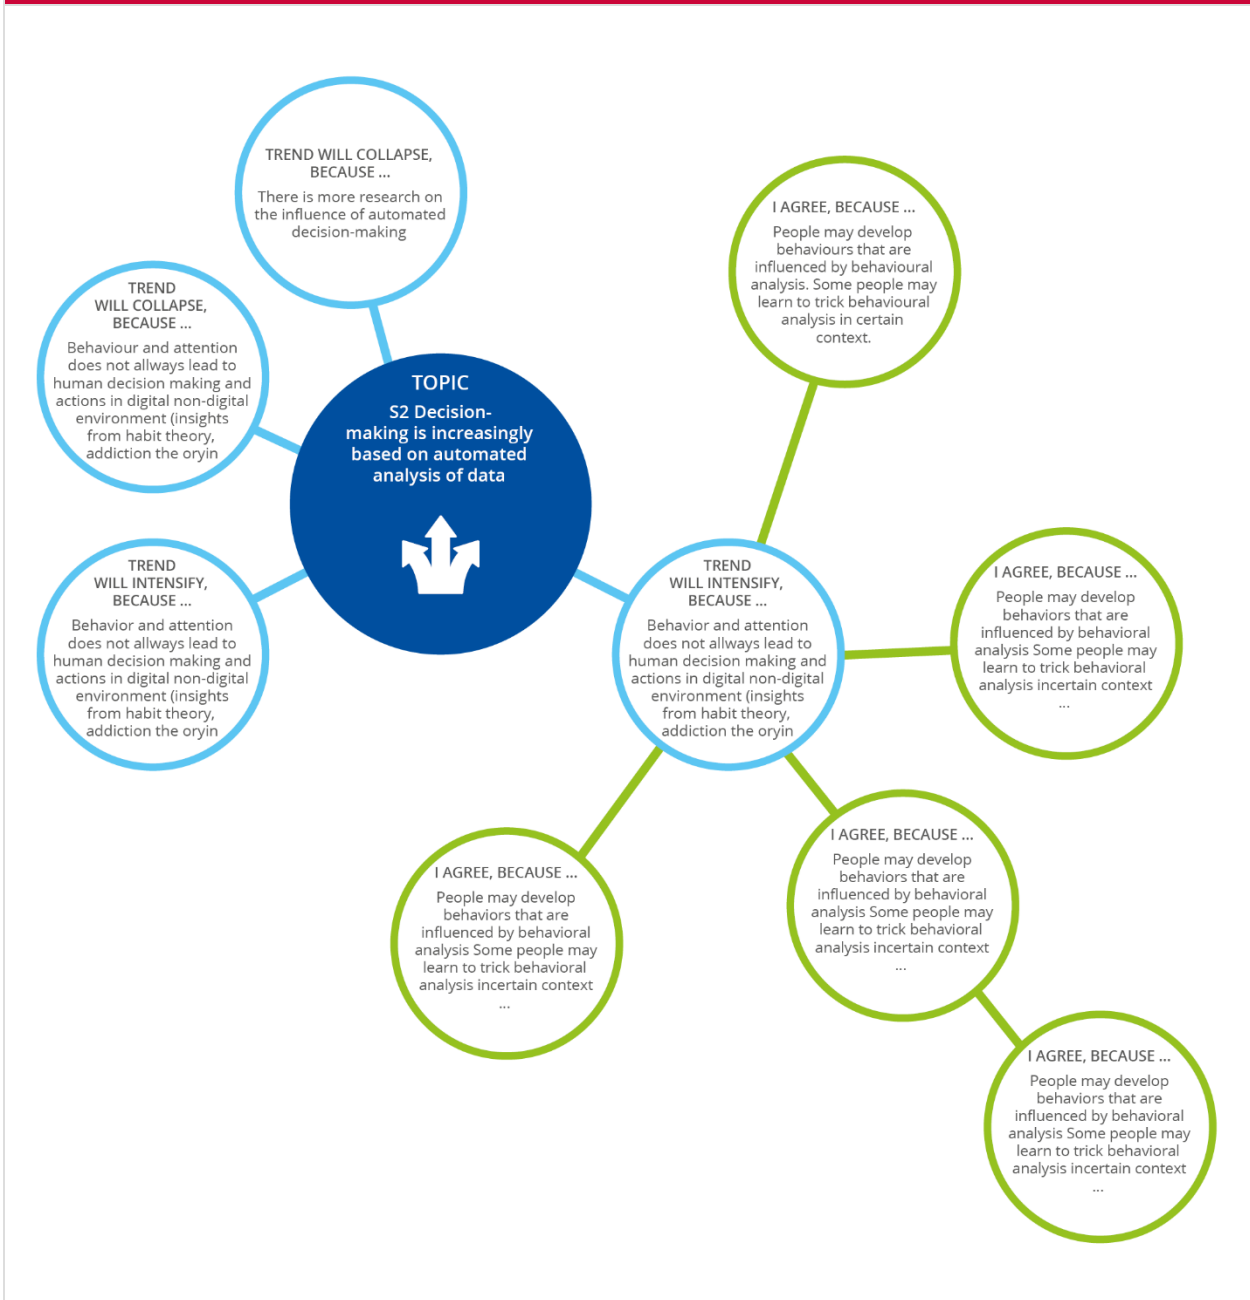 TREND WILL COLLAPSE,
BECAUSE ...
There is more research on
the influence of automated
decision-making
TREND
WILL COLLAPSE,
BECAUSE ...
Behaviour and attention
does not allways lead to
human decision making and
actions in digital non-digital
environment (insights
from habit theory,
addiction the oryin
TOPIC
S2 Decision-
making is increasingly
based on automated
analysis of data
TREND
WILL INTENSIFY,
BECAUSE ...
Behavior and attention
does not allways lead to
human decision making and
actions in digital non-digital
environment (insights
from habit theory,
addiction the oryin
I AGREE, BECAUSE ...
People may develop
behaviours that are
influenced by behavioural
analysis. Some people may
learn to trick behavioural
analysis in certain
context.
TREND
WILL INTENSIFY,
BECAUSE ...
Behavior and attention
does not allways lead to
human decision making and
actions in digital non-digital
environment (insights
from habit theory,
addiction the oryin
I AGREE, BECAUSE ...
People may develop
behaviors that are
influenced by behavioral
analysis Some people may
learn to trick behavioral
analysis incertain context
...
I AGREE, BECAUSE ...
People may develop
behaviors that are
influenced by behavioral
analysis Some people may
learn to trick behavioral
analysis incertain context
...
I AGREE, BECAUSE ...
People may develop
behaviors that are
influenced by behavioral
analysis Some people may
learn to trick behavioral
analysis incertain context
...
I AGREE, BECAUSE ...
People may develop
behaviors that are
influenced by behavioral
analysis Some people may
learn to trick behavioral
analysis incertain context
...